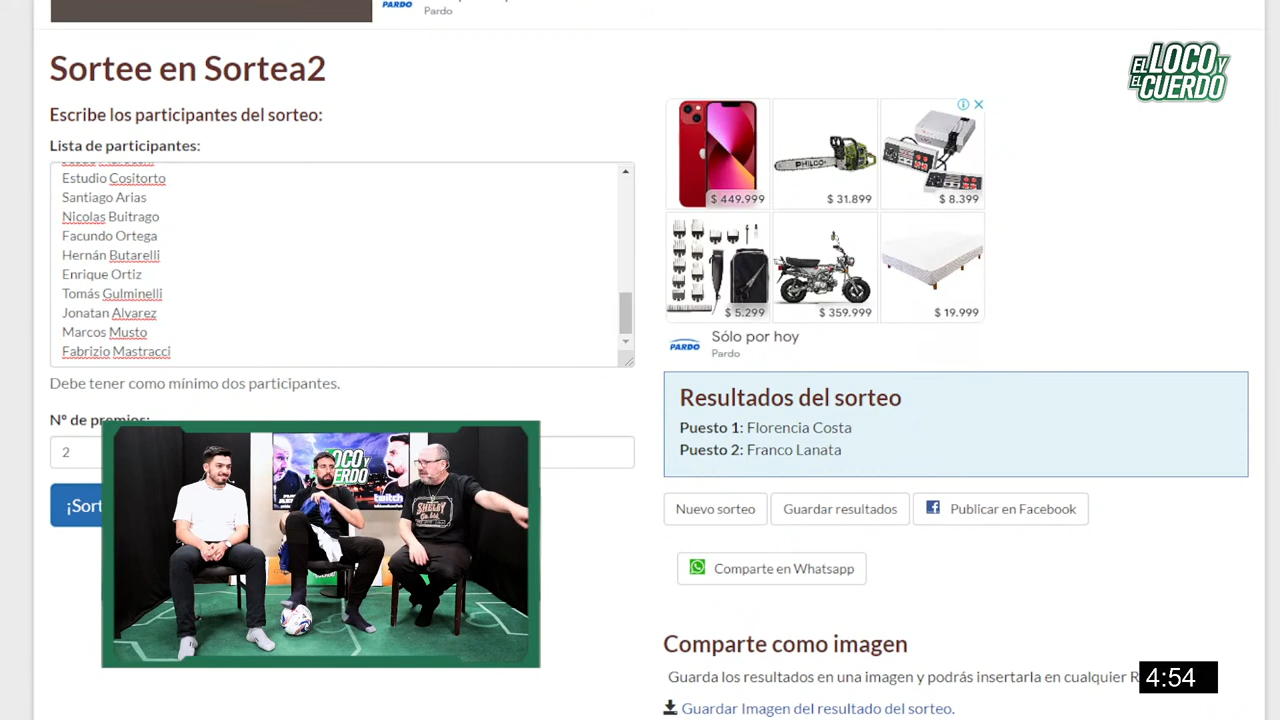 PARDO
Pardo
EL LOCO Y
EL CUERDO
Sortee en Sortea2
Escribe los participantes del sorteo:
Lista de participantes:
Estudio Cositorto
Santiago Arias
Nicolas Buitrago
Facundo Ortega
Hernán Butarelli
Enrique Ortiz
Tomás Gulminelli
Jonatan Alvarez
Marcos Musto
Fabrizio Mastracci
Debe tener como mínimo dos participantes.
Nº de premios:
2
¡Sort
PHILCO
$ 449.999
$ 31.899
$ 8.399
$ 5.299
$ 359.999
$ 19.999
PARDO
Sólo por hoy
Pardo
Resultados del sorteo
Puesto 1: Florencia Costa
Puesto 2: Franco Lanata
Nuevo sorteo
Guardar resultados
Publicar en Facebook
Comparte en Whatsapp
LOCO Y
CUERDO
twitch
SHELBY
Comparte como imagen
Guarda los resultados en una imagen y podrás insertarla en cualquier R
4:54
Guardar Imagen del resultado del sorteo.